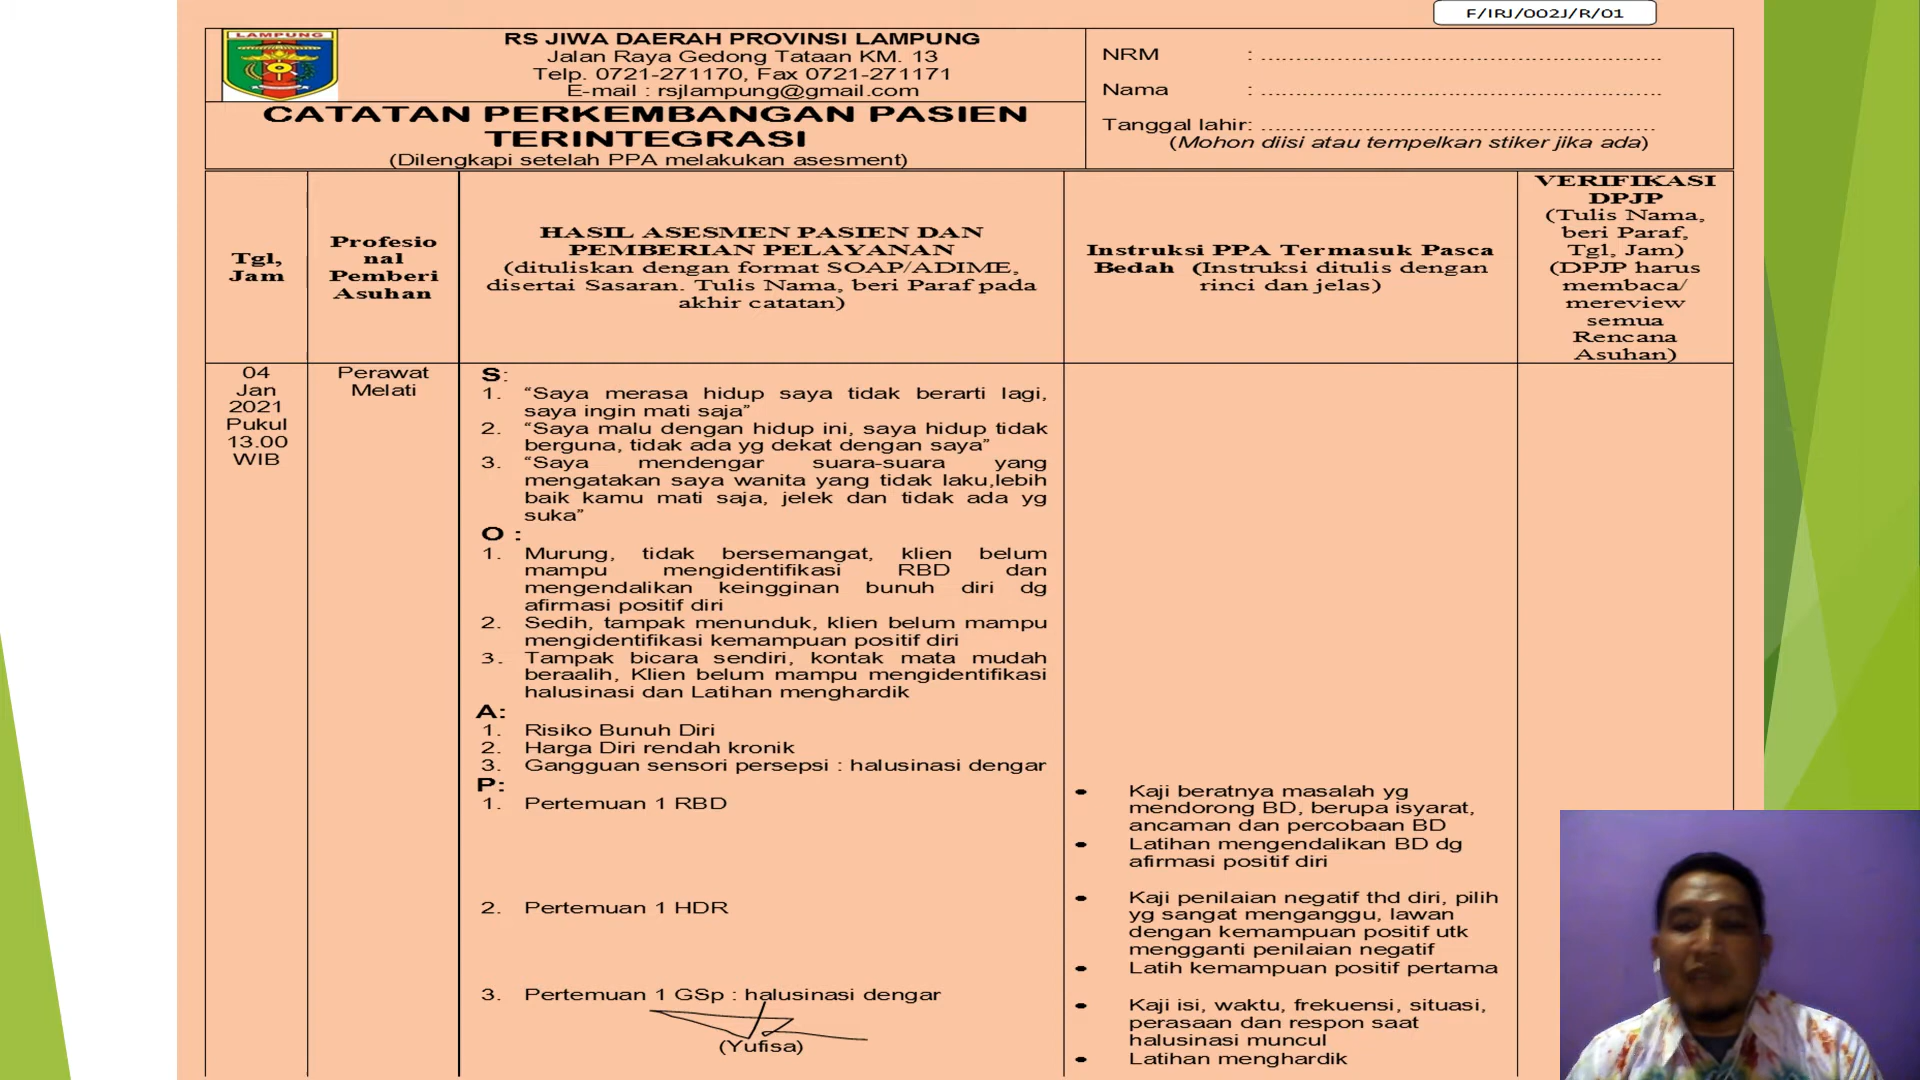 F/IRJ/002J/R/01
LAMPUNG
RS JIWA DAERAH PROVINSI LAMPUNG
Jalan Raya Gedong Tataan KM. 13
Telp. 0721-271170, Fax 0721-271171
E-mail : rsjlampung@gmail.com
CATATAN PERKEMBANGAN PASIEN
TERINTEGRASI
(Dilengkapi setelah PPA melakukan asesment)
NRM : ..........................................................
Nama : ..........................................................
Tanggal lahir: ..........................................................
(Mohon diisi atau tempelkan stiker jika ada)
Tgl,
Jam
Profesio
nal
Pemberi
Asuhan
HASIL ASESMEN PASIEN DAN
PEMBERIAN PELAYANAN
(dituliskan dengan format SOAP/ADIME,
disertai Sasaran. Tulis Nama, beri Paraf pada
akhir catatan)
Instruksi PPA Termasuk Pasca
Bedah (Instruksi ditulis dengan
rinci dan jelas)
VERIFIKASI
DPJP
(Tulis Nama,
beri Paraf,
Tgl, Jam)
(DPJP harus
membaca/
mereview
semua
Rencana
Asuhan)
04
Jan
2021
Pukul
13.00
WIB
Perawat
Melati
S:
1. “Saya merasa hidup saya tidak berarti lagi,
saya ingin mati saja”
2. “Saya malu dengan hidup ini, saya hidup tidak
berguna, tidak ada yg dekat dengan saya”
3. “Saya mendengar suara-suara yang
mengatakan saya wanita yang tidak laku,lebih
baik kamu mati saja, jelek dan tidak ada yg
suka”
O :
1. Murung, tidak bersemangat, klien belum
mampu mengidentifikasi RBD dan
mengendalikan keingginan bunuh diri dg
afirmasi positif diri
2. Sedih, tampak menunduk, klien belum mampu
mengidentifikasi kemampuan positif diri
3. Tampak bicara sendiri, kontak mata mudah
beraalih, Klien belum mampu mengidentifikasi
halusinasi dan Latihan menghardik
A:
1. Risiko Bunuh Diri
2. Harga Diri rendah kronik
3. Gangguan sensori persepsi : halusinasi dengar
P:
1. Pertemuan 1 RBD
2. Pertemuan 1 HDR
3. Pertemuan 1 GSp : halusinasi dengar
(Yufisa)
• Kaji beratnya masalah yg
mendorong BD, berupa isyarat,
ancaman dan percobaan BD
• Latihan mengendalikan BD dg
afirmasi positif diri
• Kaji penilaian negatif thd diri, pilih
yg sangat menganggu, lawan
dengan kemampuan positif utk
mengganti penilaian negatif
• Latih kemampuan positif pertama
• Kaji isi, waktu, frekuensi, situasi,
perasaan dan respon saat
halusinasi muncul
• Latihan menghardik